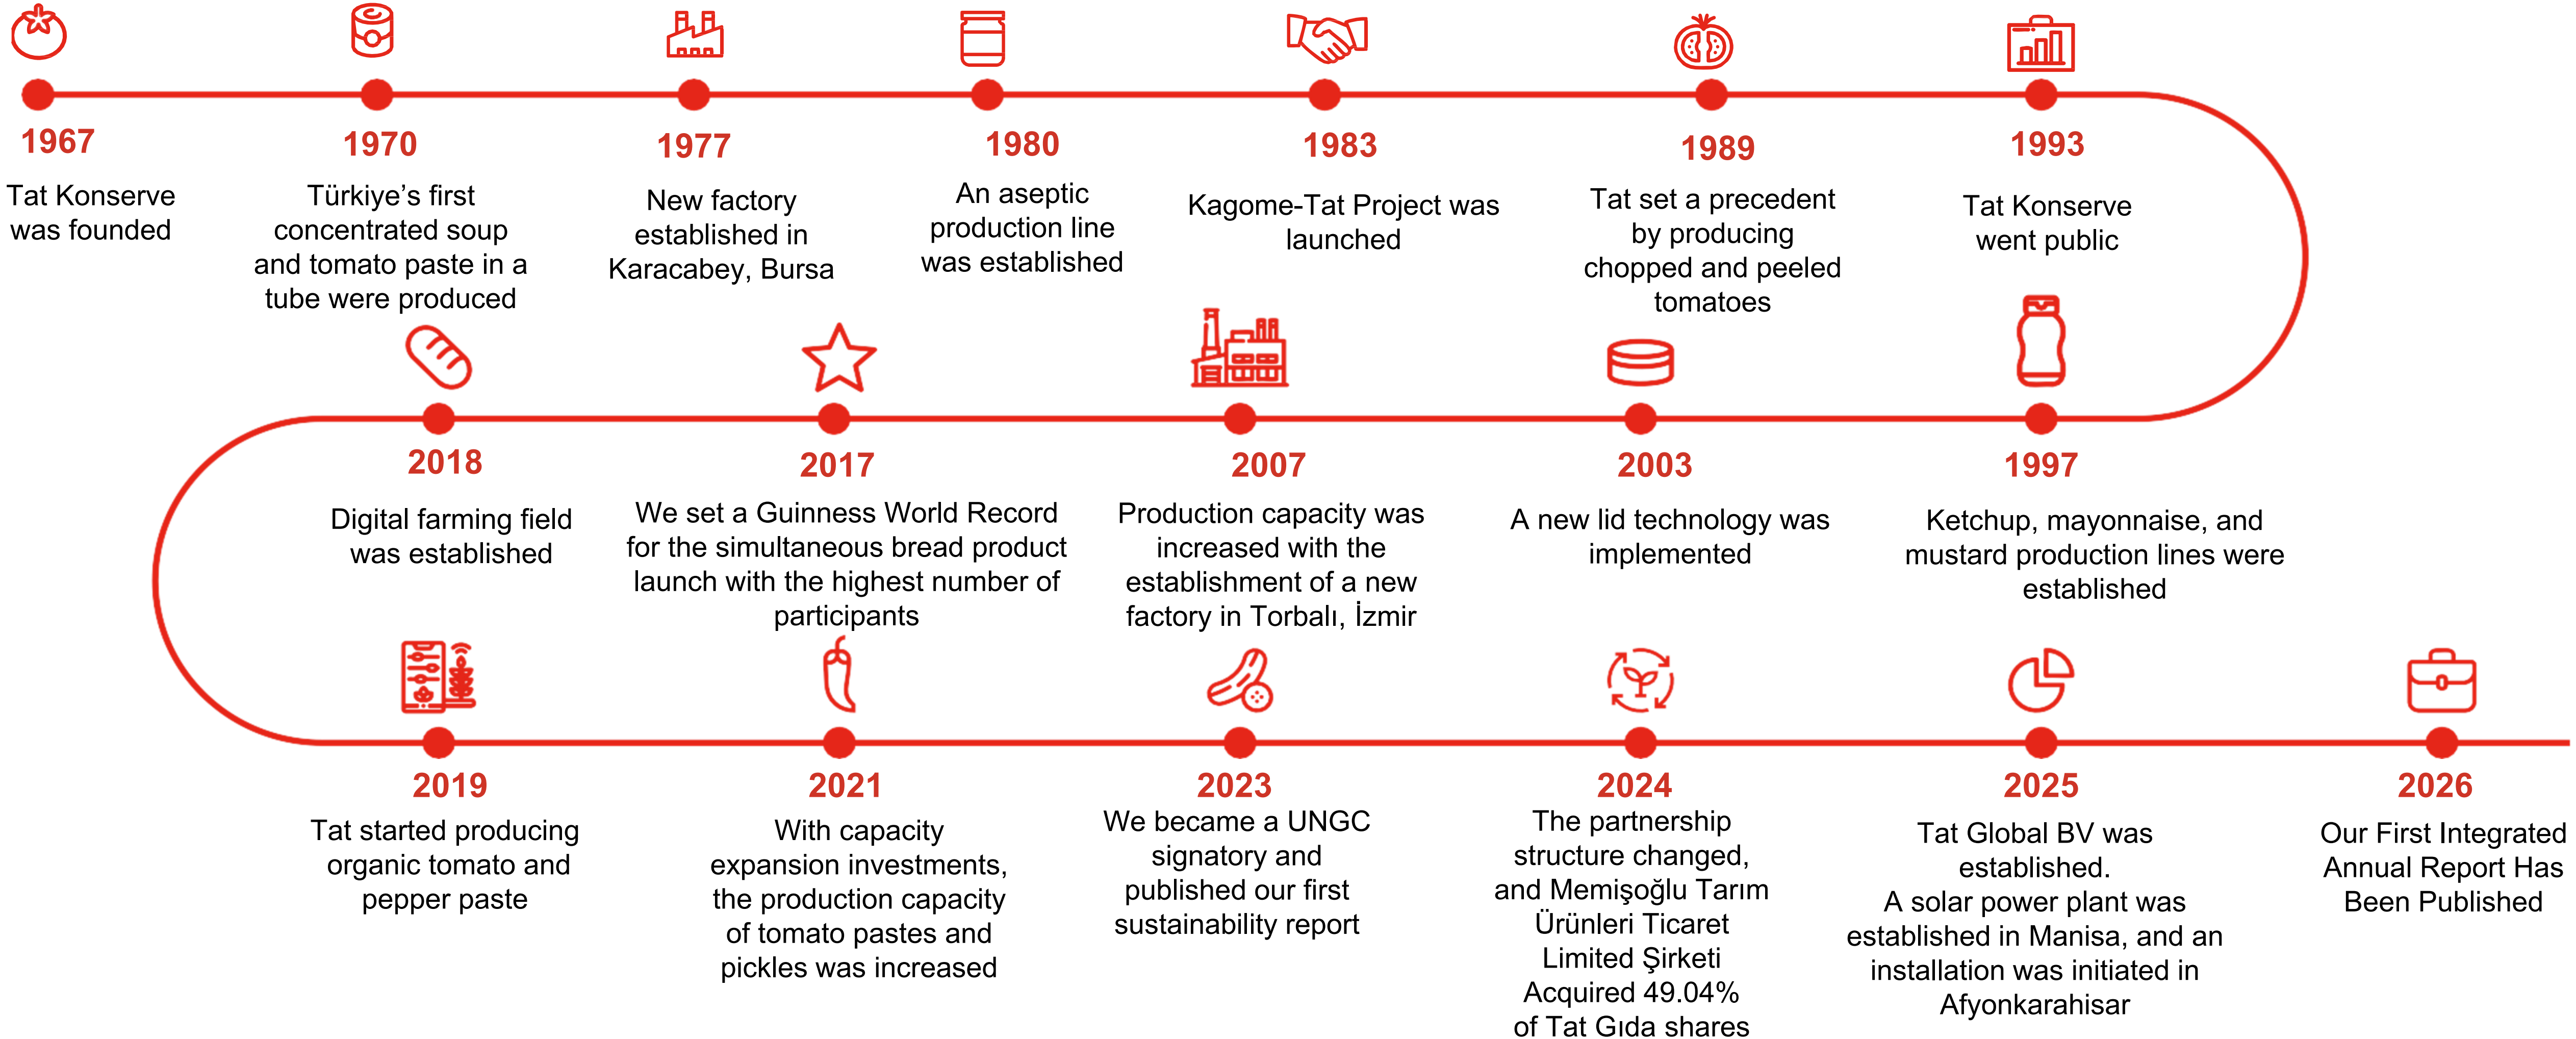 1967
Tat Konserve
was founded
1970
Türkiye’s first
concentrated soup
and tomato paste in a
tube were produced
1977
New factory
established in
Karacabey, Bursa
1980
An aseptic
production line
was established
1983
Kagome-Tat Project was
launched
1989
Tat set a precedent
by producing
chopped and peeled
tomatoes
1993
Tat Konserve
went public
1997
Ketchup, mayonnaise, and
mustard production lines were
established
2003
A new lid technology was
implemented
2007
Production capacity was
increased with the
establishment of a new
factory in Torbalı, İzmir
2017
We set a Guinness World Record
for the simultaneous bread product
launch with the highest number of
participants
2018
Digital farming field
was established
2019
Tat started producing
organic tomato and
pepper paste
2021
With capacity
expansion investments,
the production capacity
of tomato pastes and
pickles was increased
2023
We became a UNGC
signatory and
published our first
sustainability report
2024
The partnership
structure changed,
and Memişoğlu Tarım
Ürünleri Ticaret
Limited Şirketi
Acquired 49.04%
of Tat Gıda shares
2025
Tat Global BV was
established.
A solar power plant was
established in Manisa, and an
installation was initiated in
Afyonkarahisar
2026
Our First Integrated
Annual Report Has
Been Published